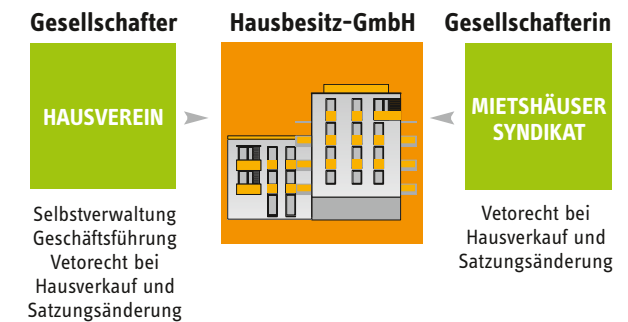 Gesellschafter
Hausbesitz-GmbH
Gesellschafterin
HAUSVEREIN
MIETSHÄUSER
SYNDIKAT
Selbstverwaltung
Geschäftsführung
Vetorecht bei
Hausverkauf und
Satzungsänderung
Vetorecht bei
Hausverkauf und
Satzungsänderung